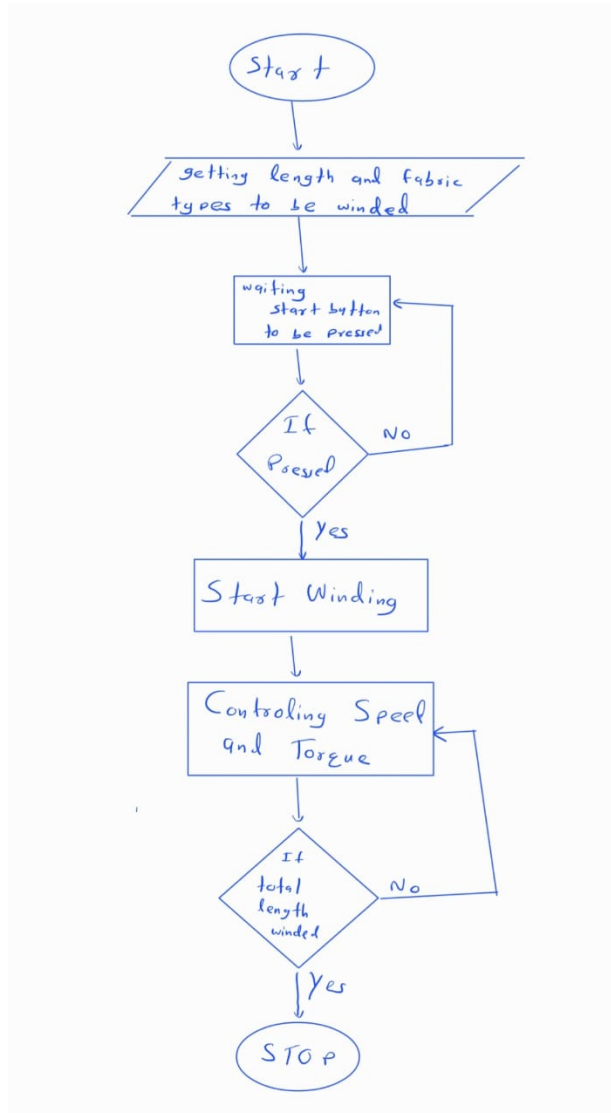 Start
getting length and fabric
types to be winded
waiting
start button
to be pressed
If
Pressed
No
Yes
Start Winding
Controling Speel
and Torque
If
total
length
winded
No
Yes
STOP